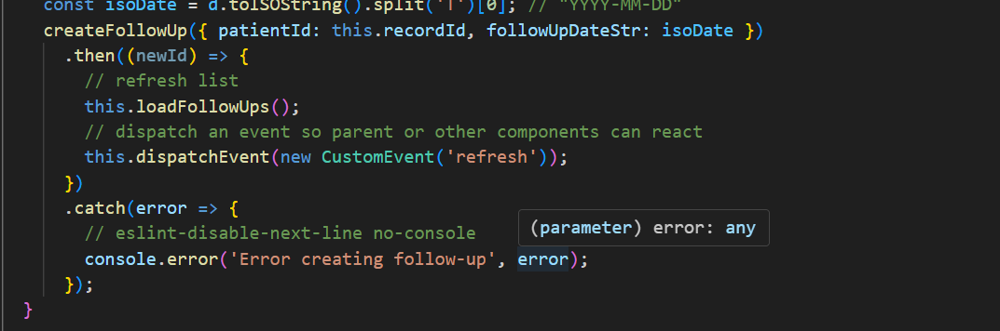 const isoDate = d.toISOString().split('T')[0]; // "YYYY-MM-DD"
createFollowUp({ patientId: this.recordId, followUpDateStr: isoDate })
.then((newId) => {
// refresh list
this.loadFollowUps();
// dispatch an event so parent or other components can react
this.dispatchEvent(new CustomEvent('refresh'));
})
.catch(error => {
// eslint-disable-next-line no-console
(parameter) error: any
console.error('Error creating follow-up', error);
});
}